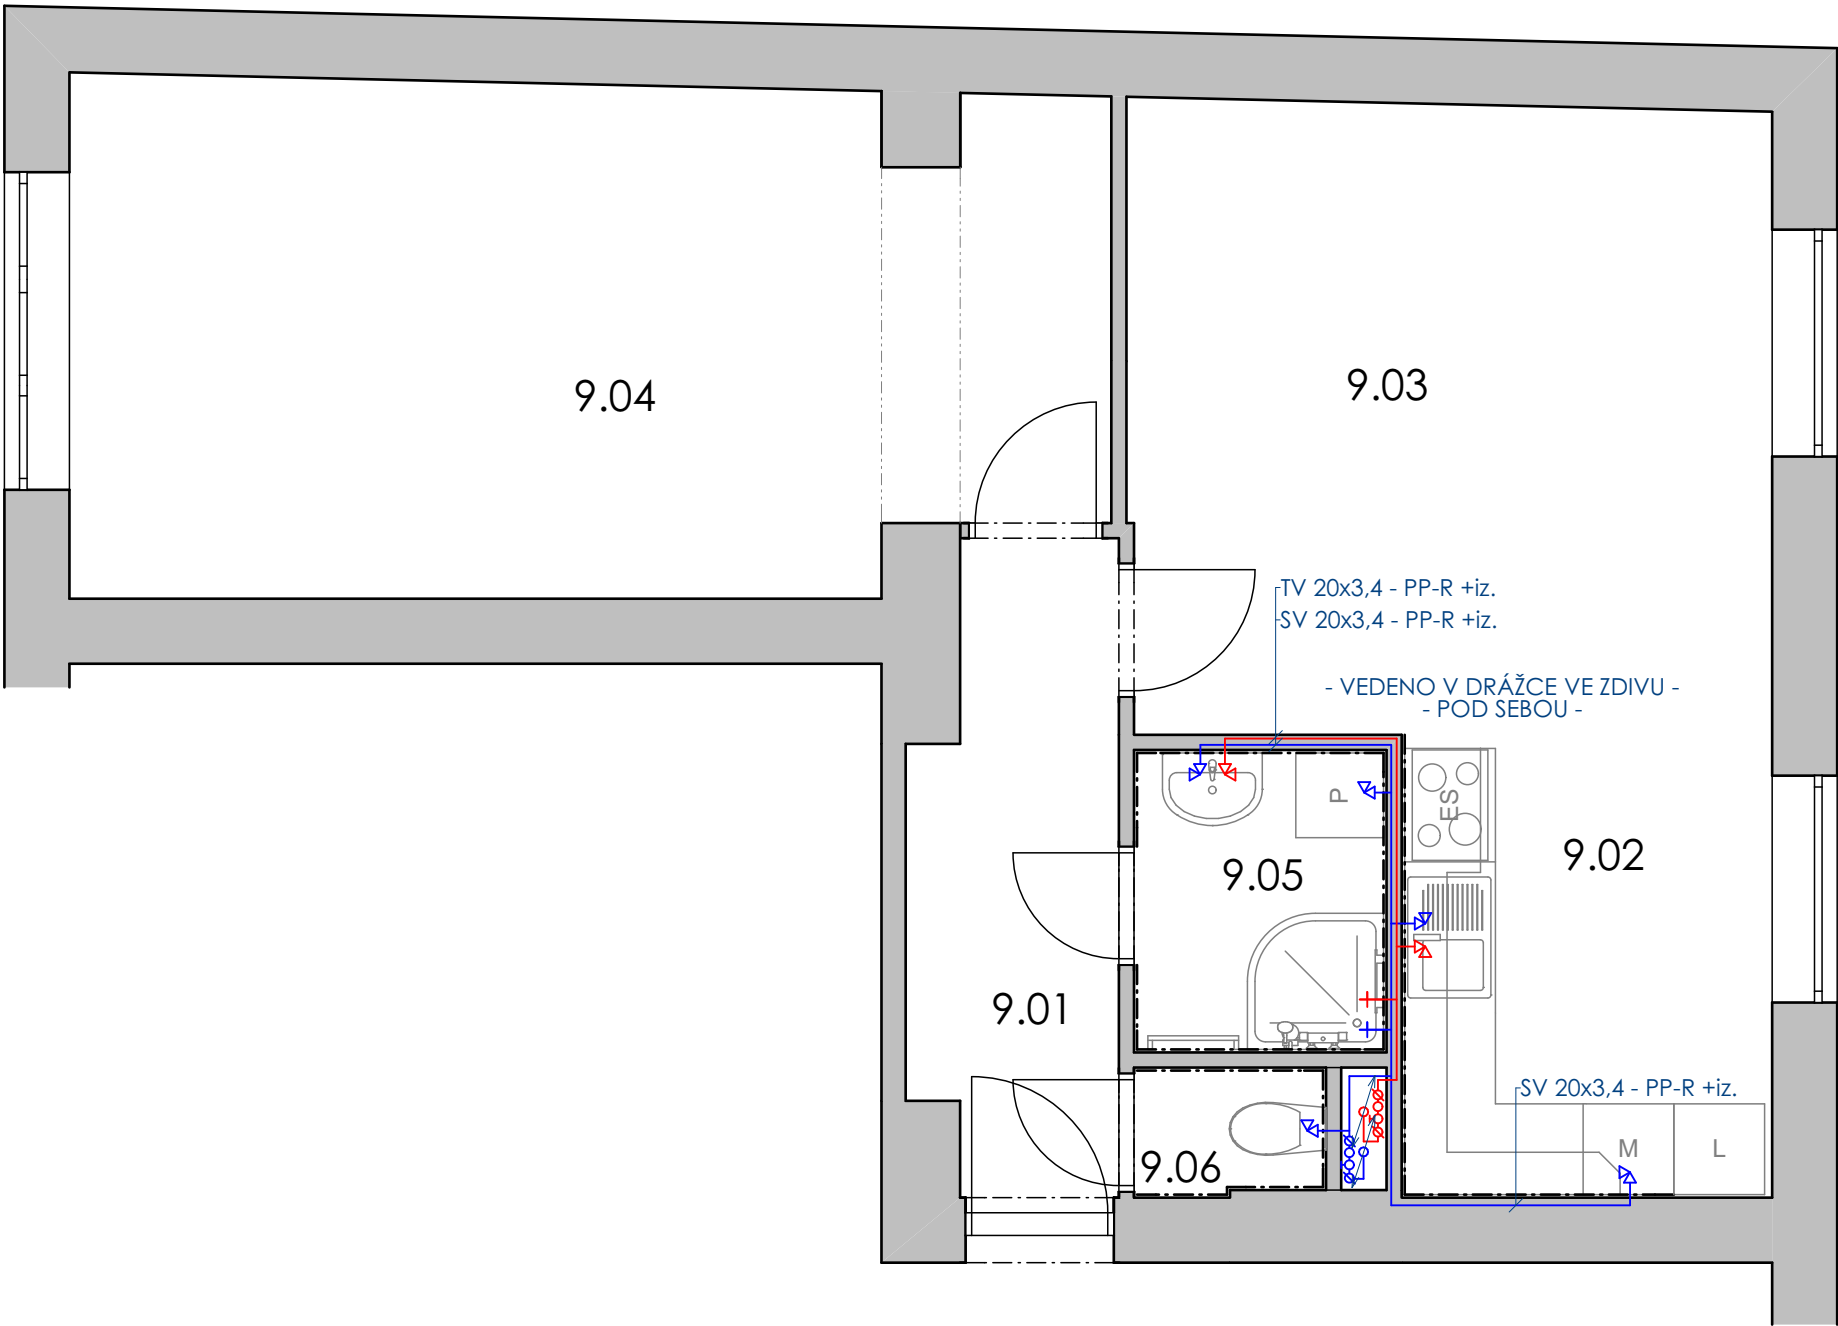 9.04
9.03
TV 20x3,4 - PP-R +iz.
SV 20x3,4 - PP-R +iz.
- VEDENO V DRÁŽCE VE ZDIVU -
- POD SEBOU -
P
ES
9.02
9.05
9.01
SV 20x3,4 - PP-R +iz.
9.06
M
L